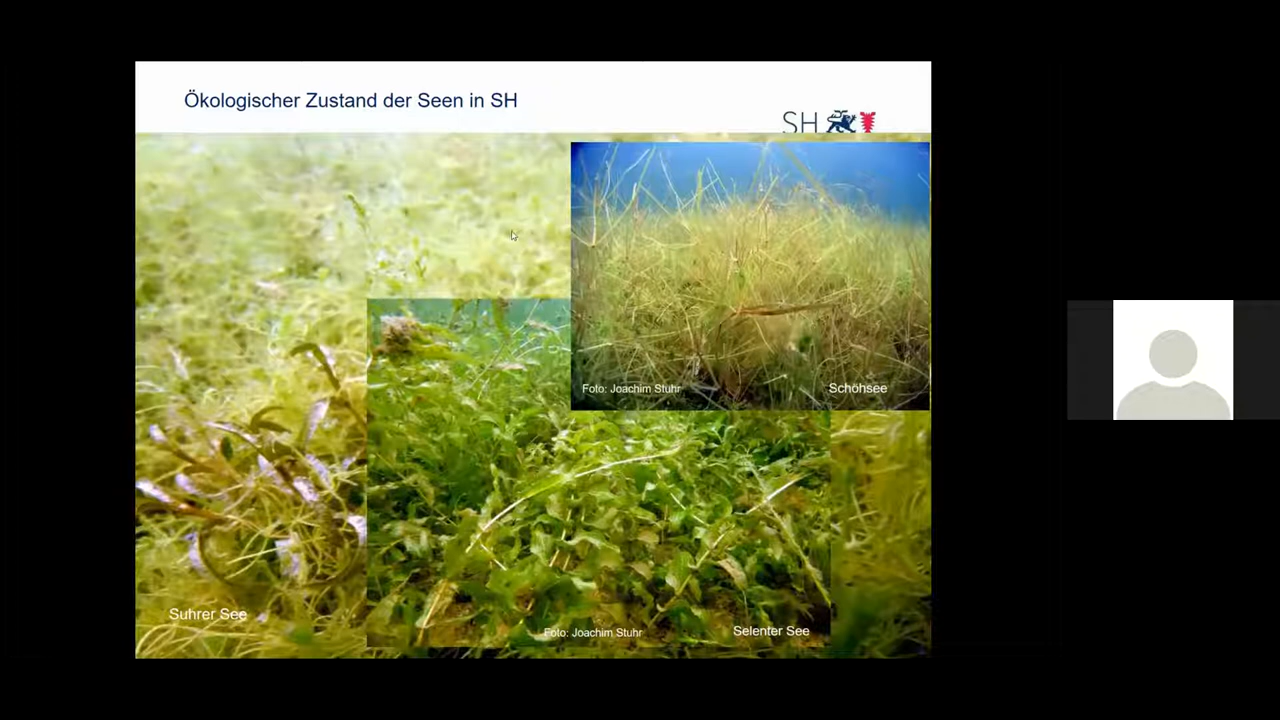 Ökologischer Zustand der Seen in SH
SH
Foto: Joachim Stuhr
Schöhsee
Suhrer See
Foto: Joachim Stuhr
Selenter See